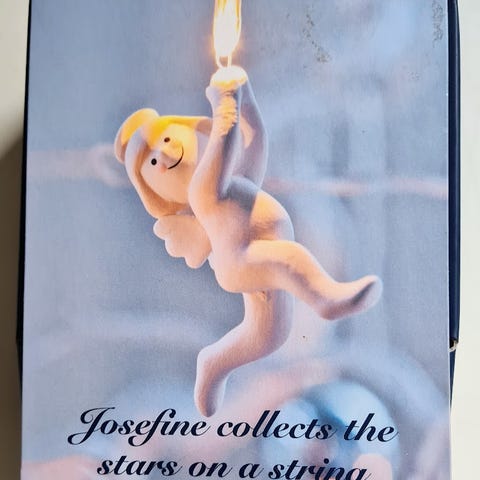 Josefine collects the
stars on a string